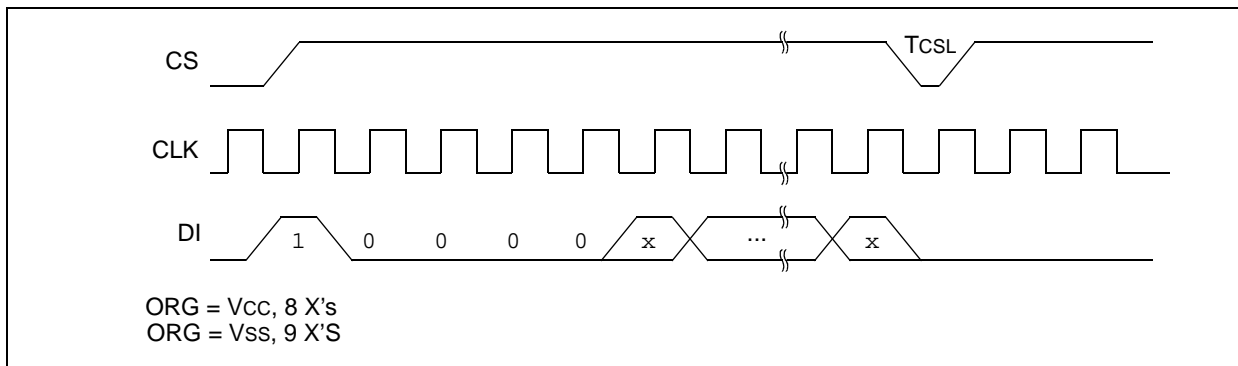 CS TCSL
CLK
DI 1 0 0 0 0 x ... x
ORG = VCC, 8 X's
ORG = VSS, 9 X'S